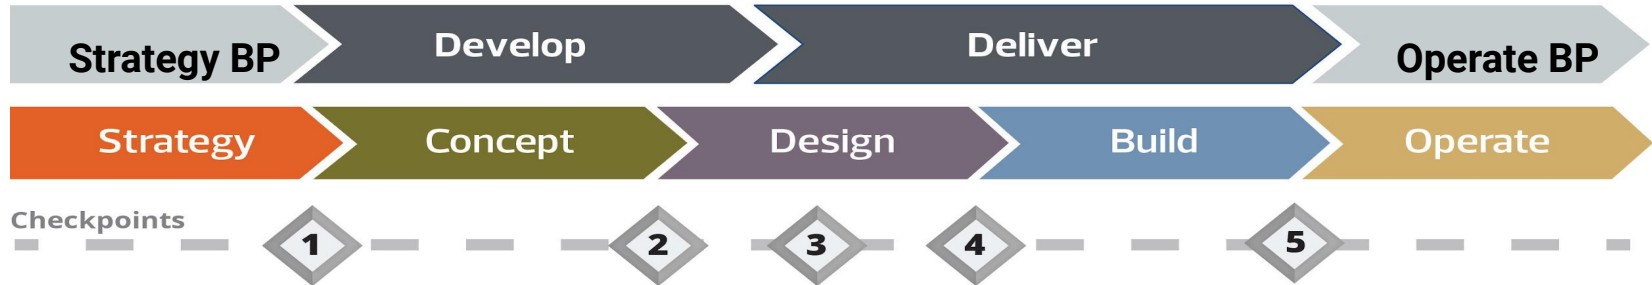 Strategy BP
Develop
Deliver
Operate BP
Strategy
Concept
Design
Build
Operate
Checkpoints
1
2
3
4
5